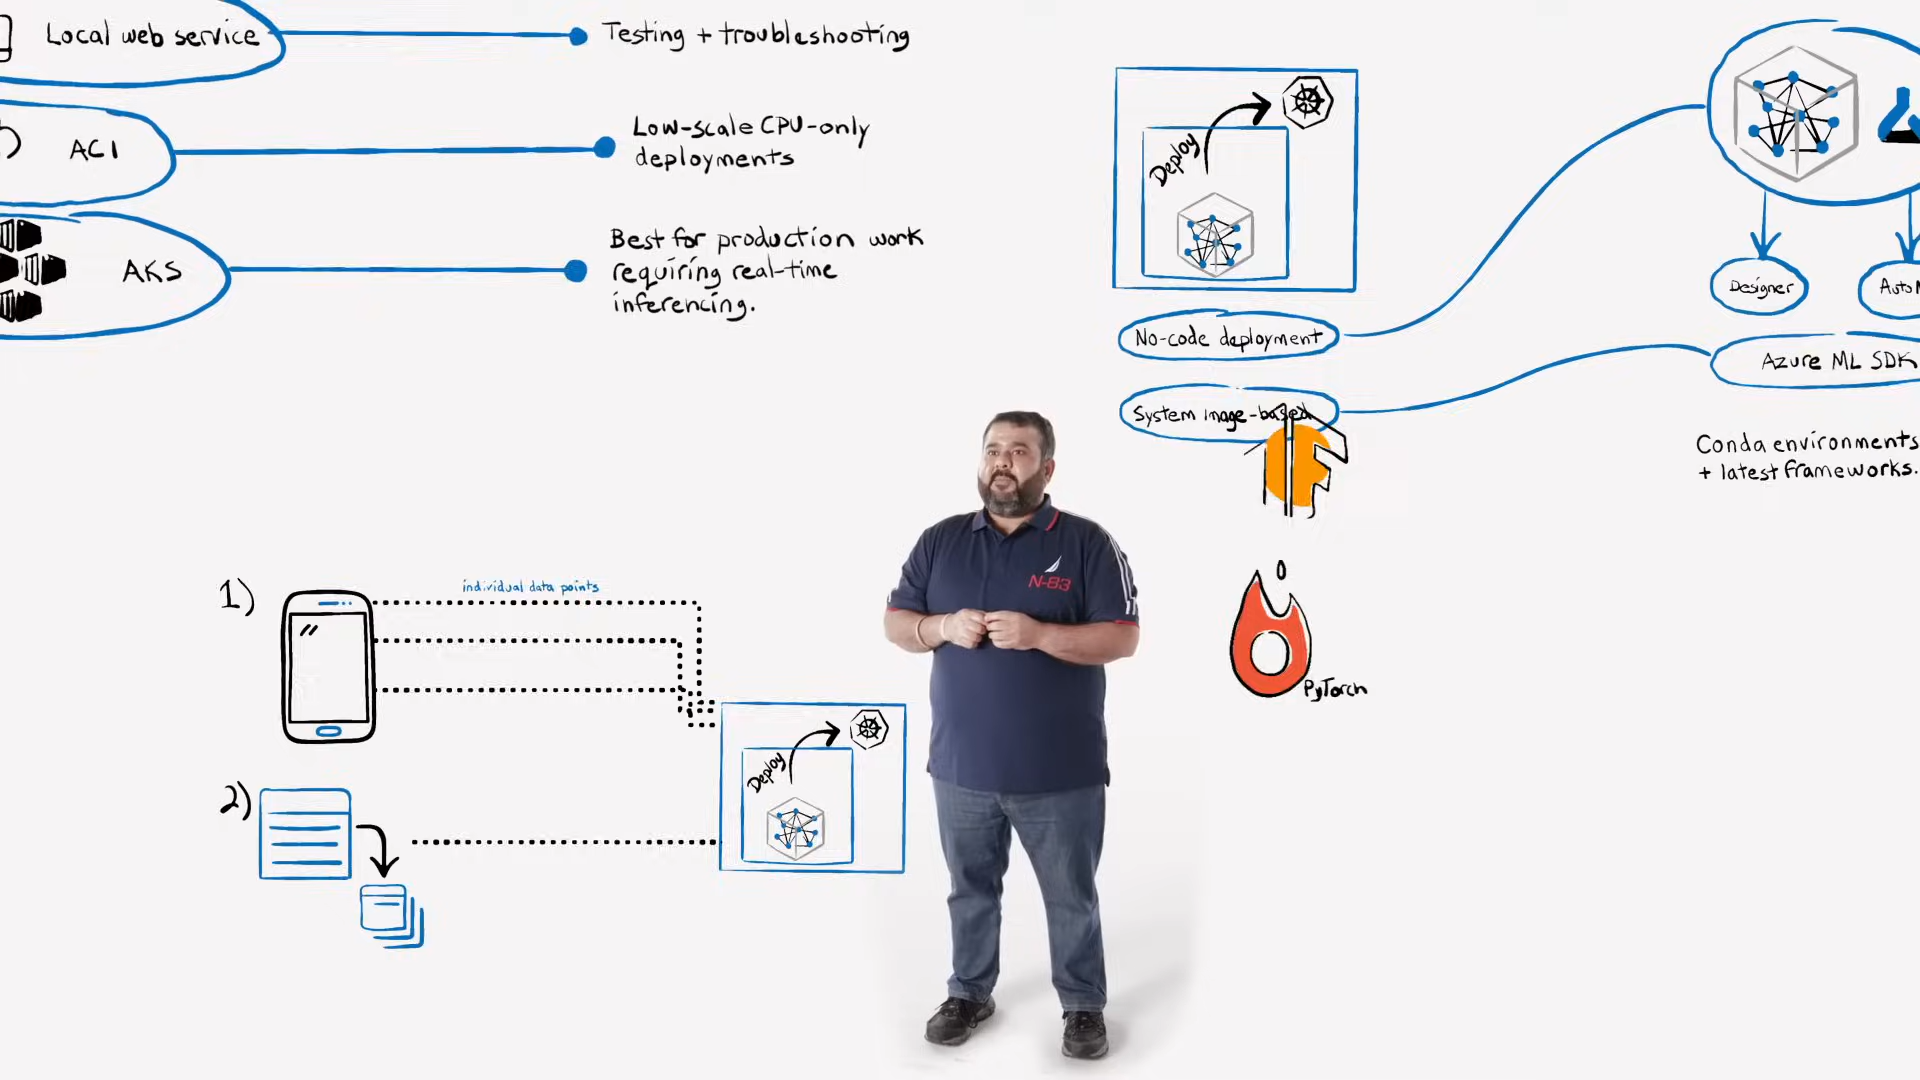 Local web service
Testing + troubleshooting
ACI
Low-scale CPU-only
deployments
AKS
Best for production work
requiring real-time
inferencing.
Deploy
No-code deployment
System image-based
Designer
Azure ML SDK
Conda environments
+ latest frameworks.
1)
individual data points
N-83
PyTorch
2)
Deploy